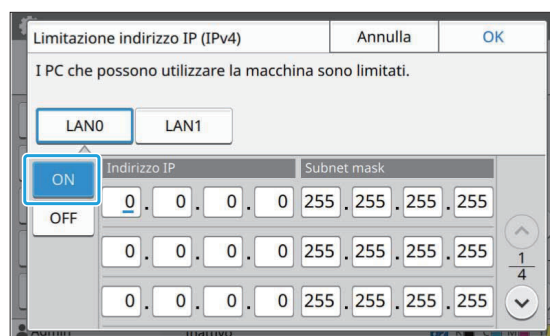 Limitazione indirizzo IP (IPv4) Annulla OK
I PC che possono utilizzare la macchina sono limitati.
LAN0 LAN1
ON
OFF
Indirizzo IP Subnet mask
0. 0. 0. 0 255. 255. 255. 255
0. 0. 0. 0 255. 255. 255. 255
0. 0. 0. 0 255. 255. 255. 255
1
4
Admin